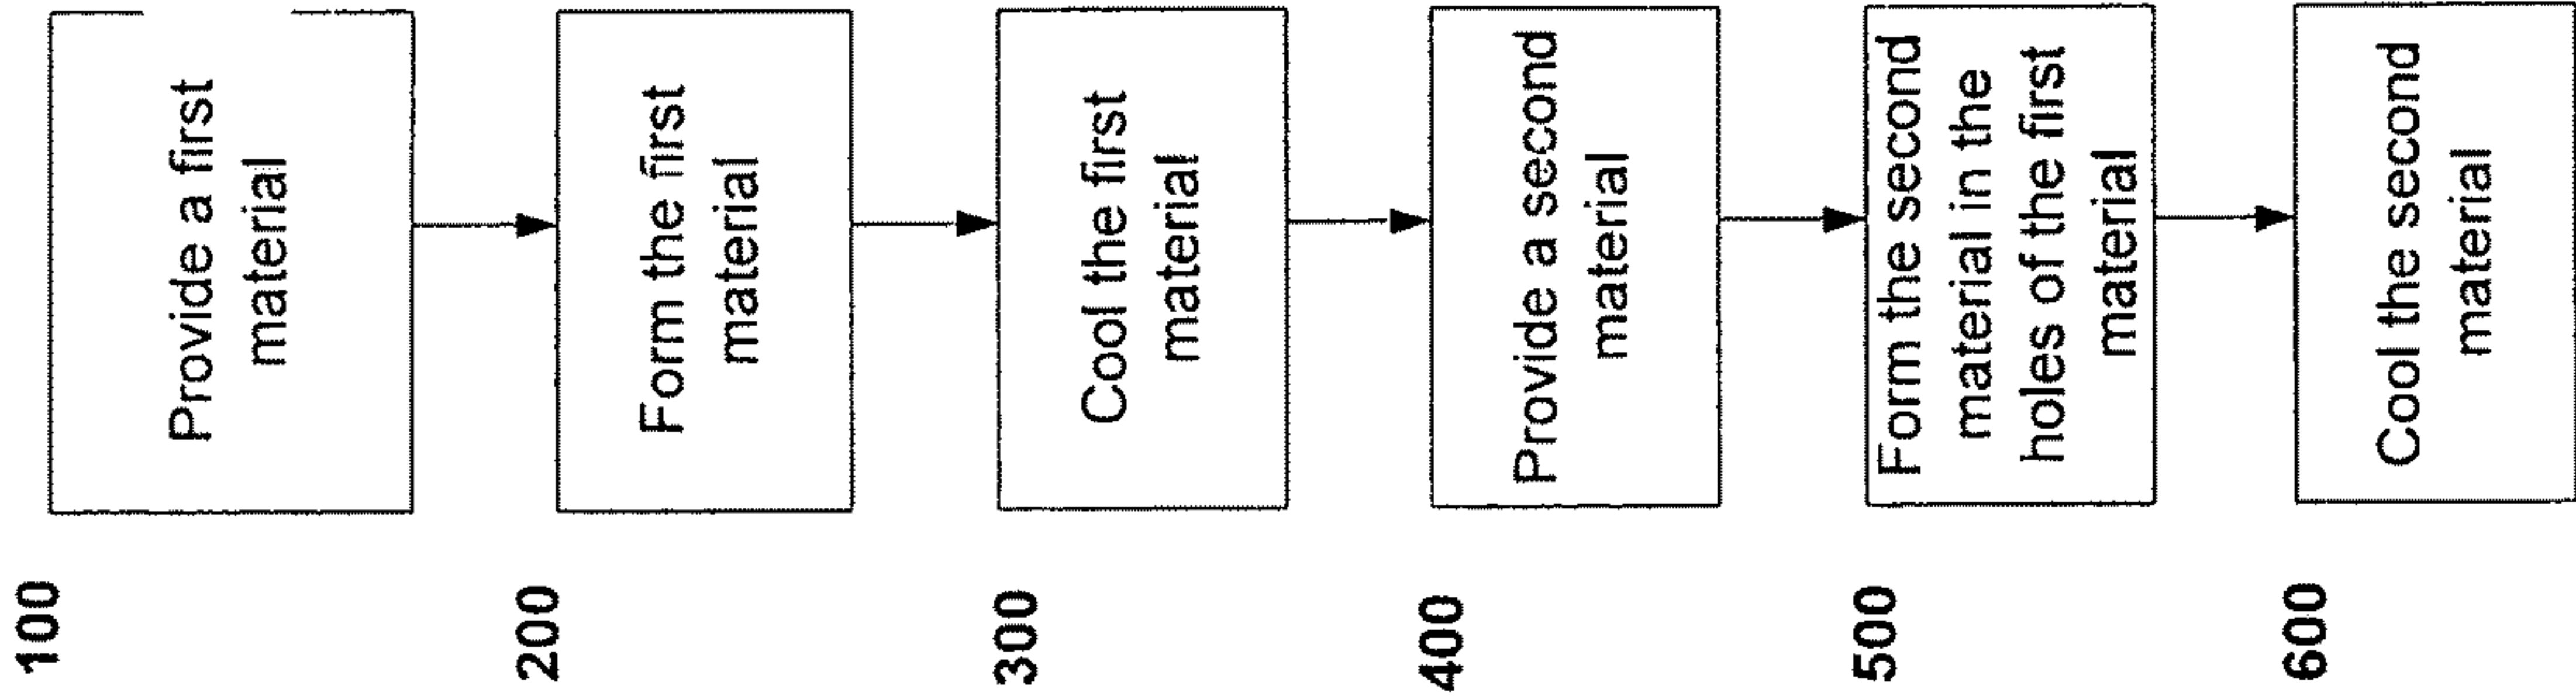 100
Provide a first
material
200
Form the first
material
300
Cool the first
material
400
Provide a second
material
500
Form the second
material in the
holes of the first
material
600
Cool the second
material